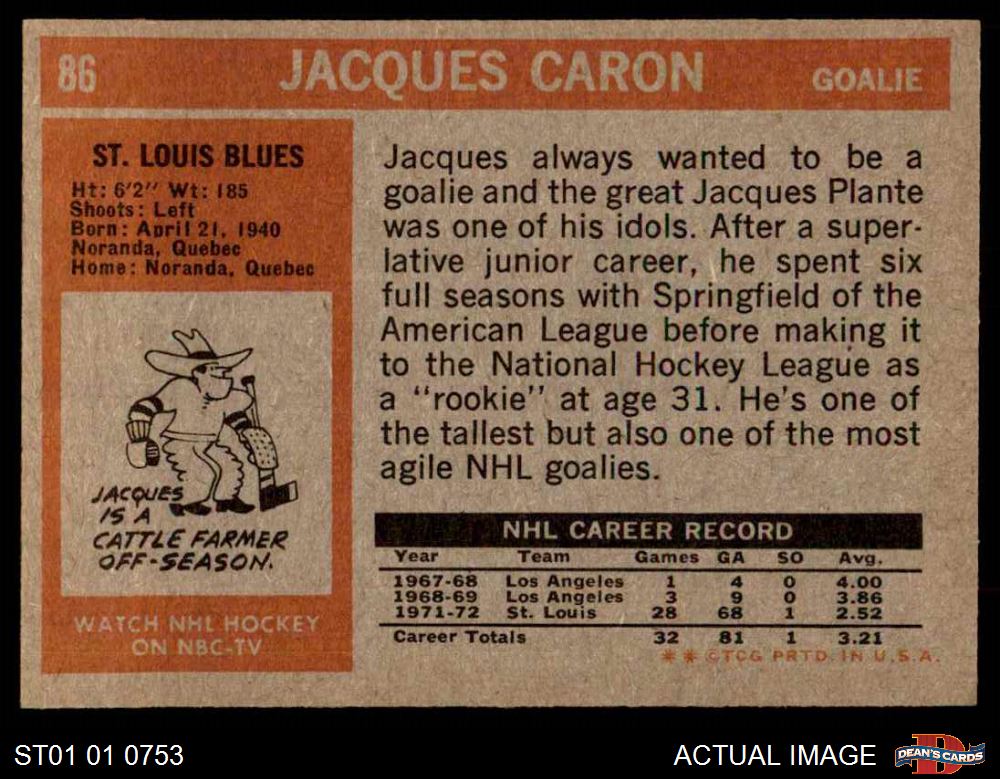 86 JACQUES CARON GOALIE
ST. LOUIS BLUES
Ht: 6'2" Wt: 185
Shoots: Left
Born: April 21, 1940
Noranda, Quebec
Home: Noranda, Quebec
JACQUES
IS A
CATTLE FARMER
OFF-SEASON.
WATCH NHL HOCKEY
ON NBC-TV
Jacques always wanted to be a
goalie and the great Jacques Plante
was one of his idols. After a super-
lative junior career, he spent six
full seasons with Springfield of the
American League before making it
to the National Hockey League as
a "rookie" at age 31. He's one of
the tallest but also one of the most
agile NHL goalies.
NHL CAREER RECORD
Year Team Games GA SO Avg.
1967-68 Los Angeles 1 4 0 4.00
1968-69 Los Angeles 3 9 0 3.86
1971-72 St. Louis 28 68 1 2.52
Career Totals 32 81 1 3.21
* * ©TCG PRTD. IN U.S.A.
ST01 01 0753
ACTUAL IMAGE
D
DEAN'S CARDS